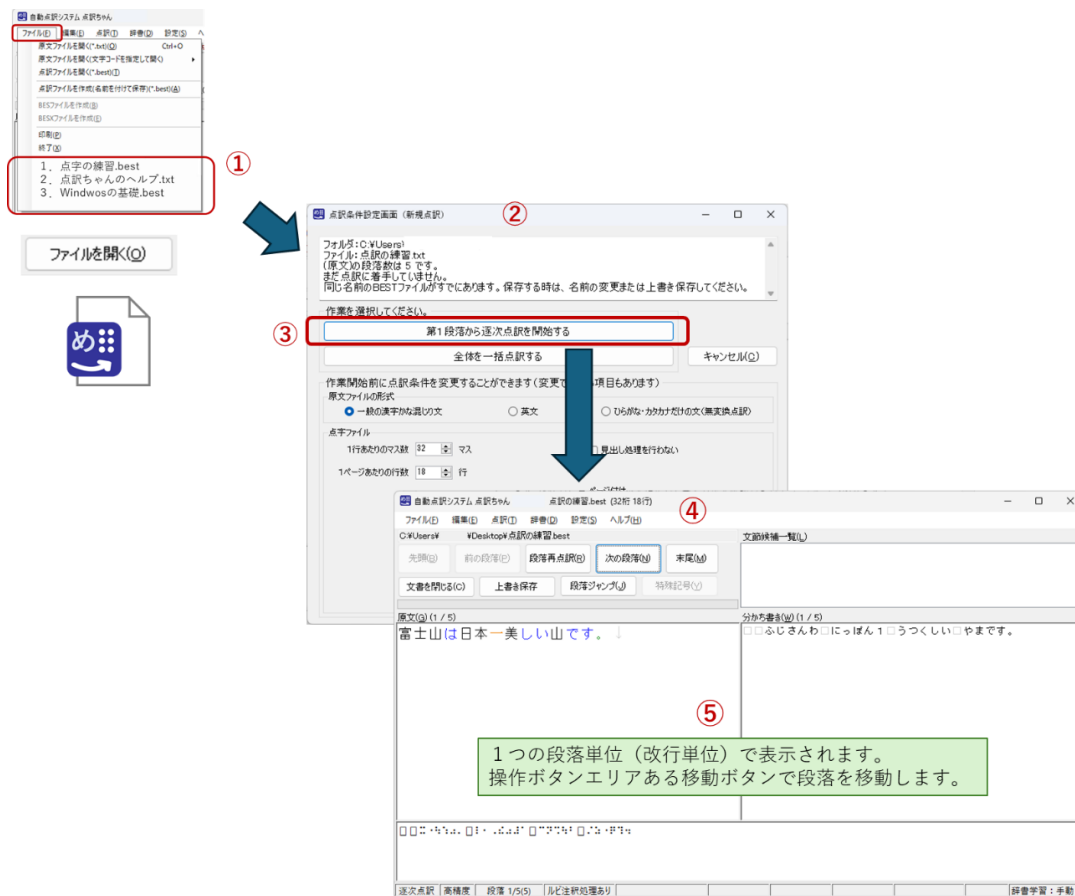 自動点訳システム 点訳ちゃん
ファイル(F) 編集(E) 点訳(T) 辞書(D) 設定(S) ヘ
原文ファイルを開く(*.txt)(O) Ctrl+O
原文ファイルを開く(文字コードを指定して開く)
点訳ファイルを開く(*.best)(T)
点訳ファイルを作成(名前を付けて保存)(*.best)(A)
BESファイルを作成(B)
BESXファイルを作成(E)
印刷(P)
終了(X)
1．点字の練習.best
2．点訳ちゃんのヘルプ.txt
3．Windwosの基礎.best
①
ファイルを開く(O)
め
点訳条件設定画面（新規点訳）
②
フォルダ:C:¥Users¥
ファイル:点訳の練習.txt
(原文)の段落数は 5 です。
まだ点訳に着手していません。
同じ名前のBESTファイルがすでにあります。保存する時は、名前の変更または上書き保存してください。
作業を選択してください。
③
第1段落から逐次点訳を開始する
全体を一括点訳する
キャンセル(C)
作業開始前に点訳条件を変更することができます(変更で 項目もあります)
原文ファイルの形式
一般の漢字かな混じり文 英文 ひらがな・カタカナだけの文(無変換点訳)
点字ファイル
1行あたりのマス数 32 マス
見出し処理を行わない
1ページあたりの行数 18 行
自動点訳システム 点訳ちゃん 点訳の練習.best (32桁 18行)
ファイル(F) 編集(E) 点訳(T) 辞書(D) 設定(S) ヘルプ(H)
④
C:¥Users¥ ¥Desktop¥点訳の練習.best
文節候補一覧(L)
先頭(B) 前の段落(P) 段落再点訳(R) 次の段落(N) 末尾(M)
文書を閉じる(C) 上書き保存 段落ジャンプ(J) 特殊記号(Y)
原文(G) (1 / 5)
分かち書き(W) (1 / 5)
富士山は日本一美しい山です。↓
□□ふじさんわ□にっぽん１□うつくしい□やまです。
⑤
１つの段落単位（改行単位）で表示されます。
操作ボタンエリアある移動ボタンで段落を移動します。
逐次点訳 高精度 段落 1/5(5) ルビ注釈処理あり 辞書学習：手動